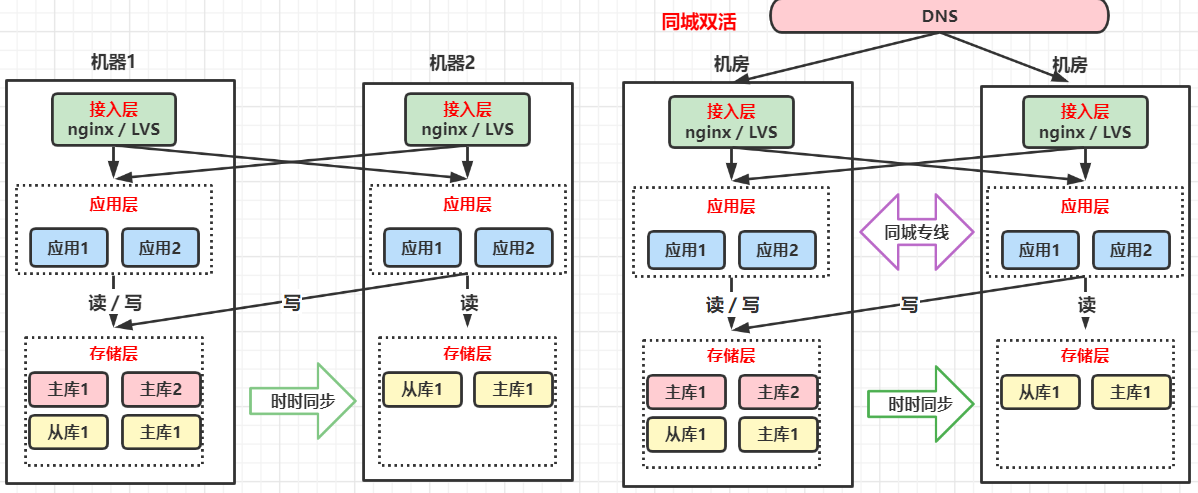 同城双活
DNS
机器1
机器2
机房
机房
接入层
nginx / LVS
接入层
nginx / LVS
接入层
nginx / LVS
接入层
nginx / LVS
应用层
应用1
应用2
应用层
应用1
应用2
应用层
应用1
应用2
同城专线
应用层
应用1
应用2
读 / 写
写
读
读 / 写
写
读
存储层
主库1
主库2
从库1
主库1
时时同步
存储层
从库1
主库1
存储层
主库1
主库2
从库1
主库1
时时同步
存储层
从库1
主库1